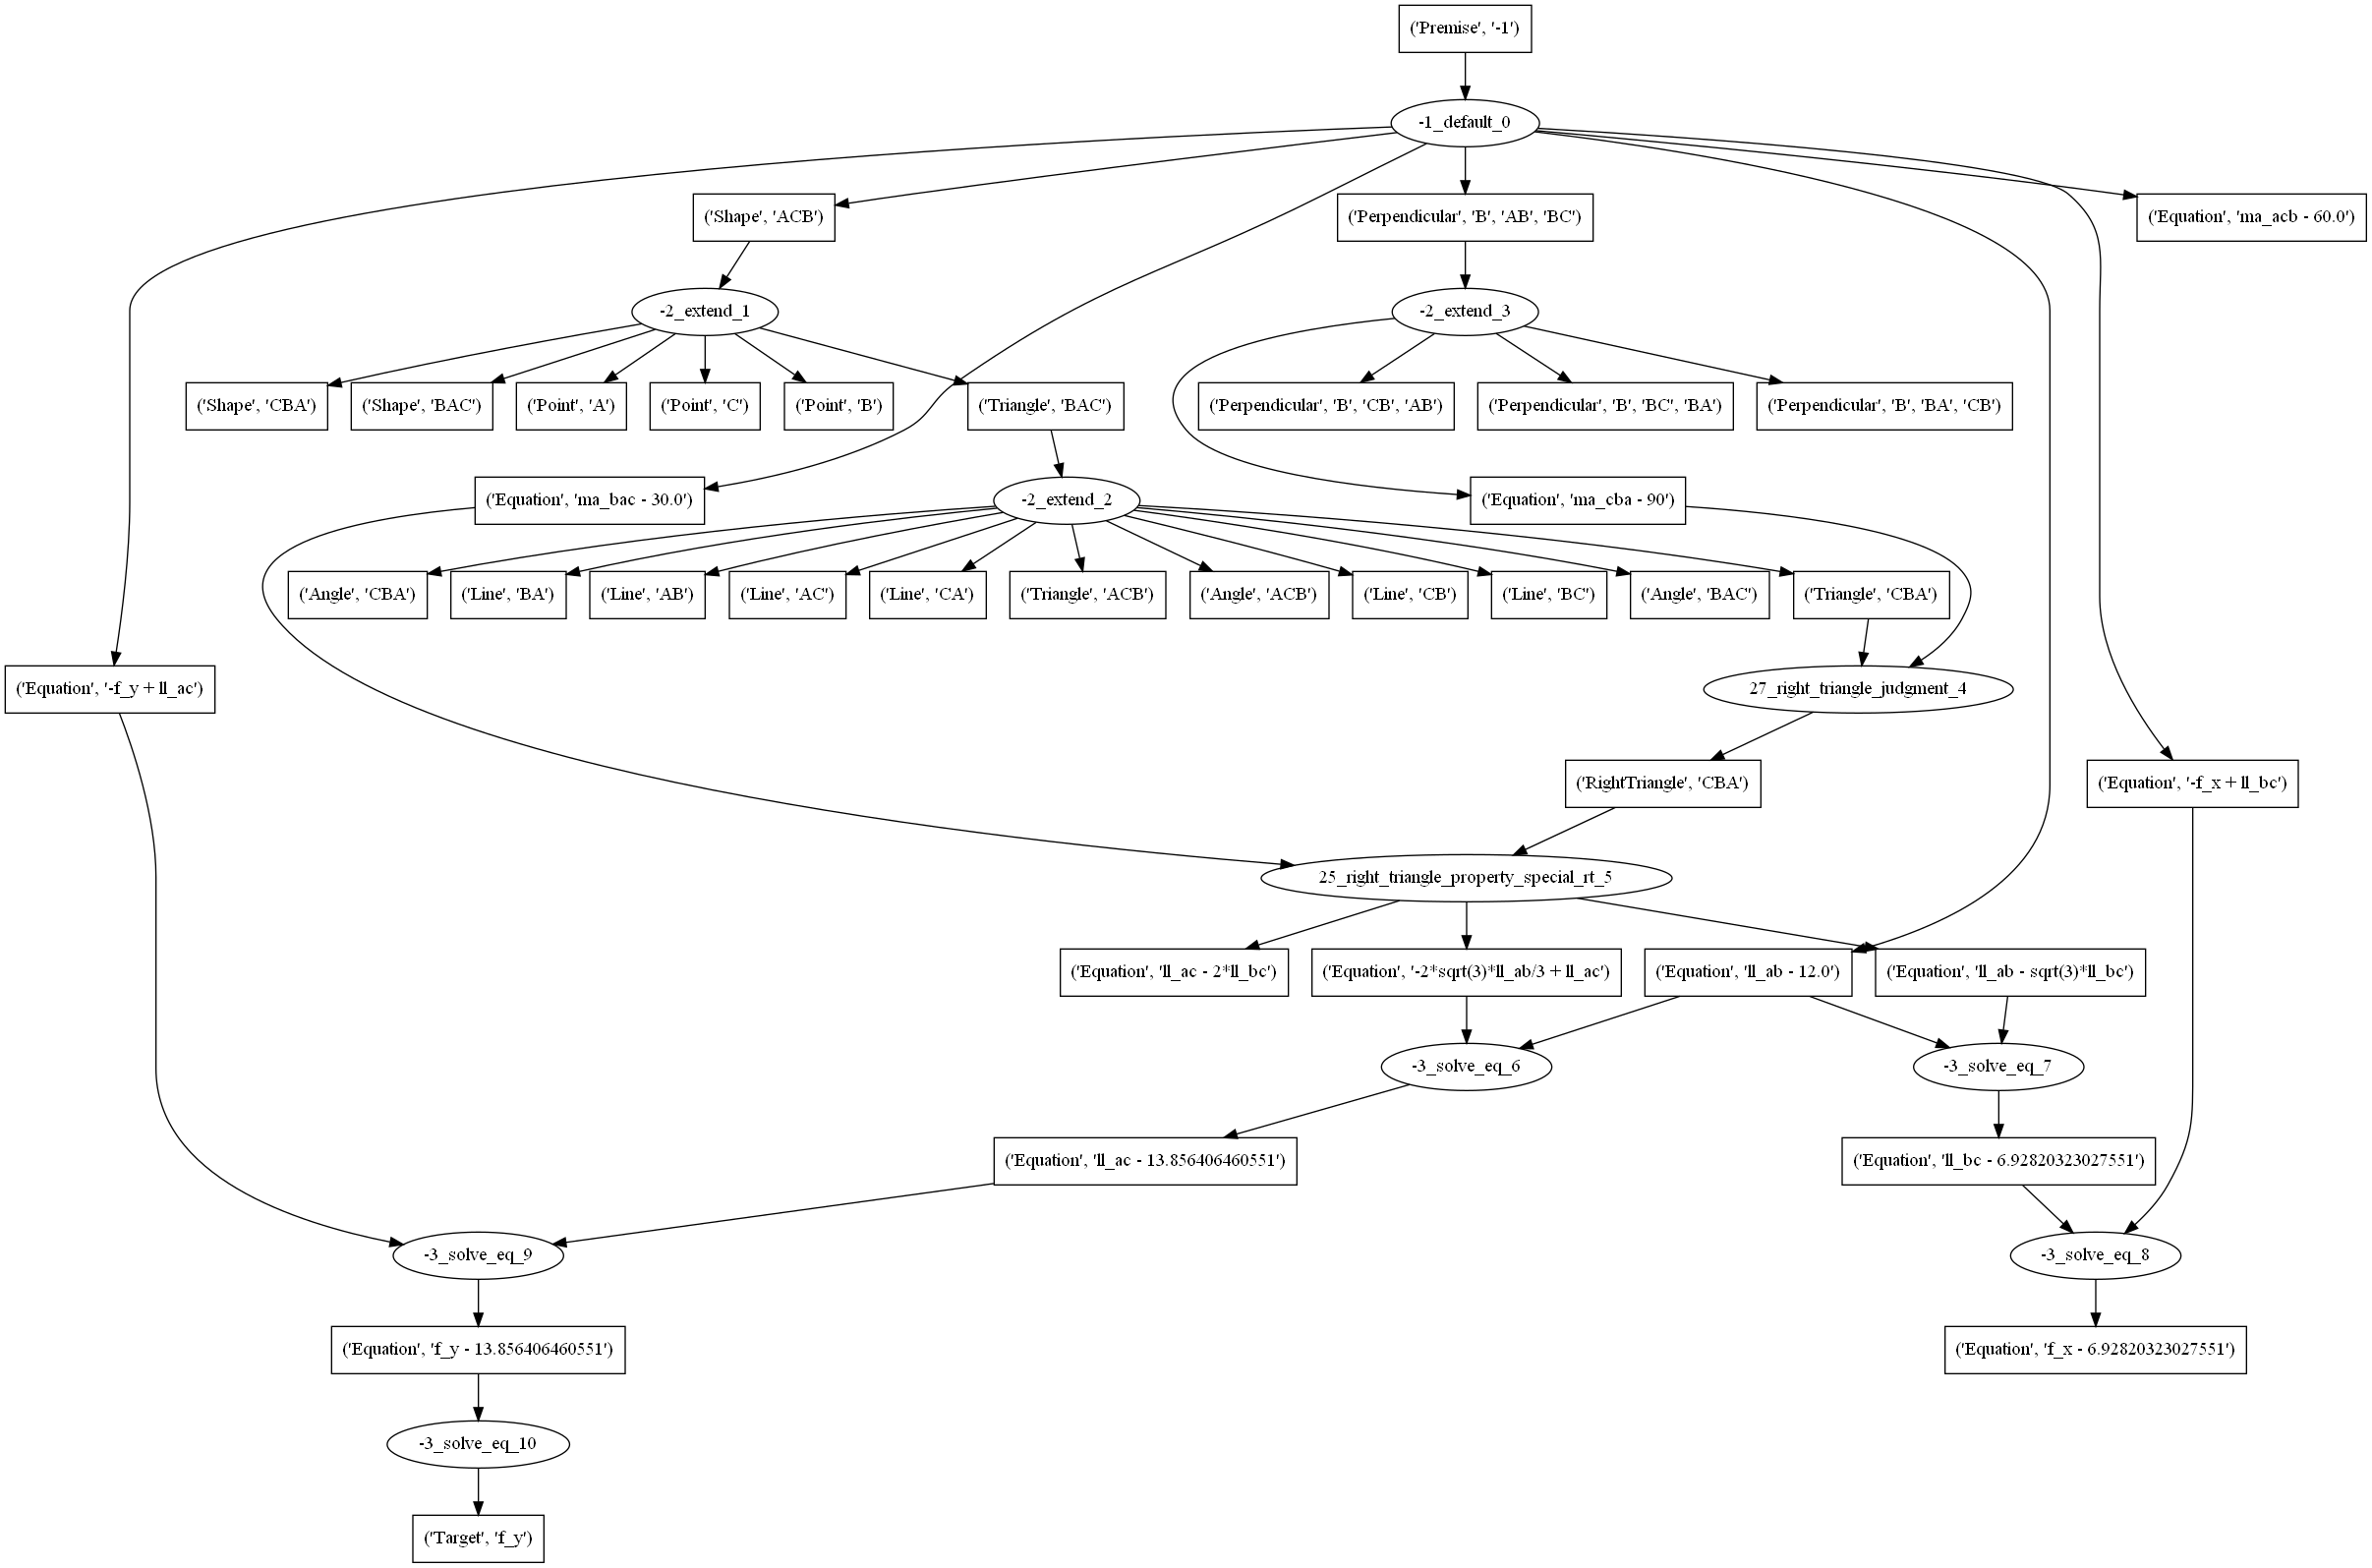 ('Premise', '-1')
-1_default_0
('Shape', 'ACB')
('Perpendicular', 'B', 'AB', 'BC')
('Equation', 'ma_acb - 60.0')
-2_extend_1
-2_extend_3
('Shape', 'CBA')
('Shape', 'BAC')
('Point', 'A')
('Point', 'C')
('Point', 'B')
('Triangle', 'BAC')
('Perpendicular', 'B', 'CB', 'AB')
('Perpendicular', 'B', 'BC', 'BA')
('Perpendicular', 'B', 'BA', 'CB')
('Equation', 'ma_bac - 30.0')
-2_extend_2
('Equation', 'ma_cba - 90')
('Angle', 'CBA')
('Line', 'BA')
('Line', 'AB')
('Line', 'AC')
('Line', 'CA')
('Triangle', 'ACB')
('Angle', 'ACB')
('Line', 'CB')
('Line', 'BC')
('Angle', 'BAC')
('Triangle', 'CBA')
('Equation', '-f_y + ll_ac')
27_right_triangle_judgment_4
('RightTriangle', 'CBA')
('Equation', '-f_x + ll_bc')
25_right_triangle_property_special_rt_5
('Equation', 'll_ac - 2*ll_bc')
('Equation', '-2*sqrt(3)*ll_ab/3 + ll_ac')
('Equation', 'll_ab - 12.0')
('Equation', 'll_ab - sqrt(3)*ll_bc')
-3_solve_eq_6
-3_solve_eq_7
('Equation', 'll_ac - 13.856406460551')
('Equation', 'll_bc - 6.92820323027551')
-3_solve_eq_9
-3_solve_eq_8
('Equation', 'f_y - 13.856406460551')
('Equation', 'f_x - 6.92820323027551')
-3_solve_eq_10
('Target', 'f_y')